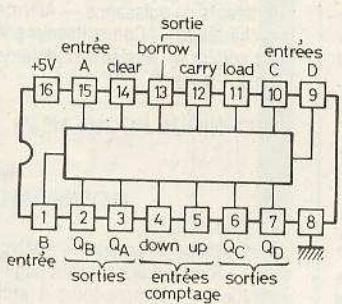 sortie
entrée borrow entrées
+5V A clear carry load C D
16 15 14 13 12 11 10 9
1 2 3 4 5 6 7 8
B QB QA down up QC QD
entrée sorties entrées sorties
comptage